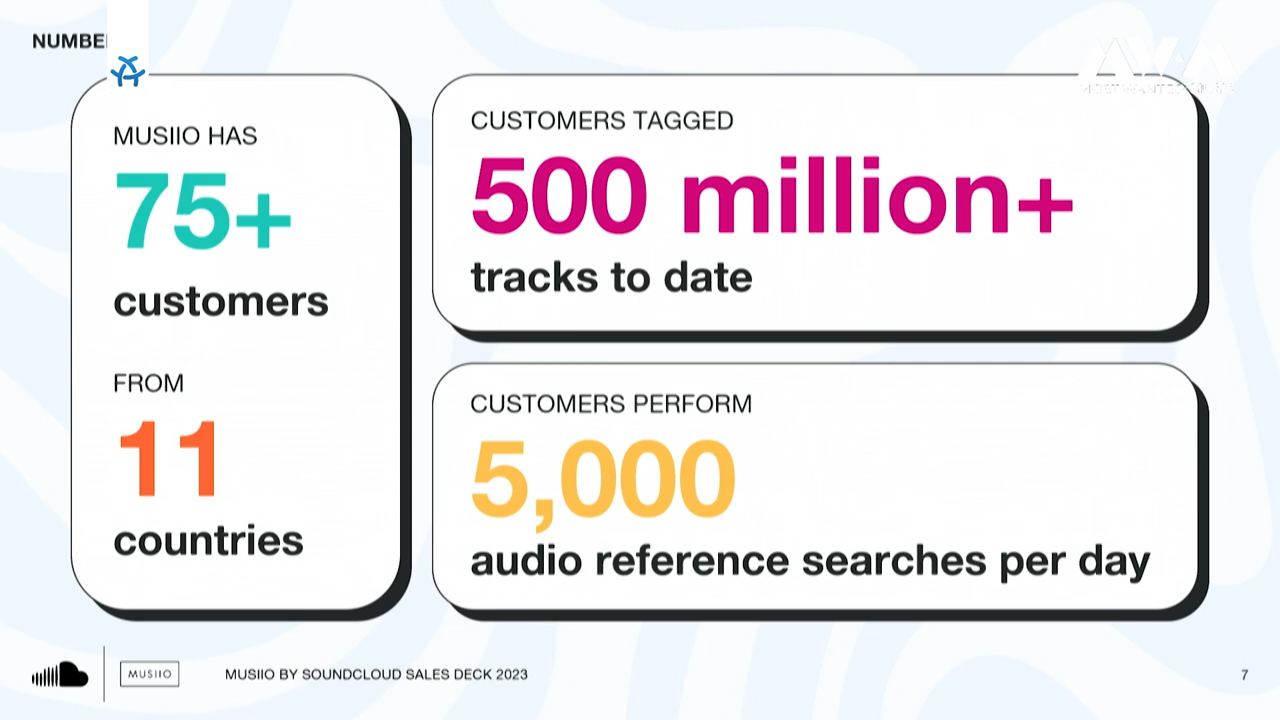 MUSIIO HAS
75+
customers
FROM
11
countries
CUSTOMERS TAGGED
500 million+
tracks to date
CUSTOMERS PERFORM
5,000
audio reference searches per day
MUSIIO
MUSIIO BY SOUNDCLOUD SALES DECK 2023
7